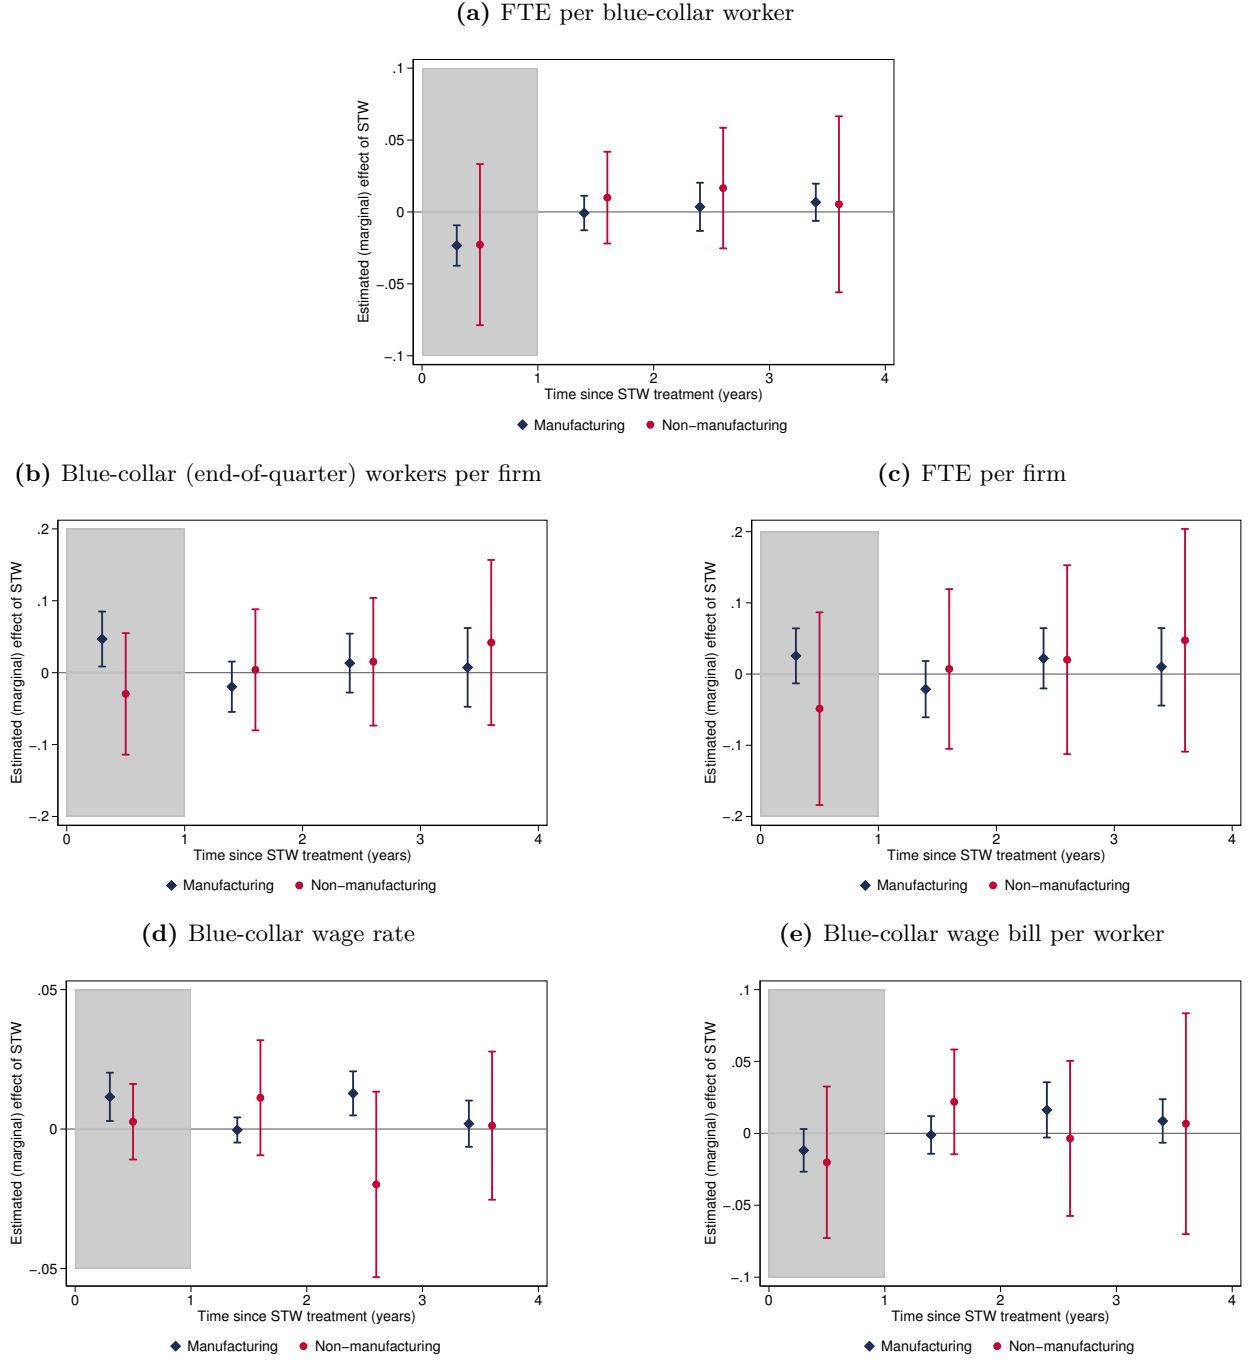 (a) FTE per blue-collar worker
Estimated (marginal) effect of STW
.1
.05
0
−.05
−.1
0 1 2 3 4
Time since STW treatment (years)
Manufacturing Non−manufacturing
(b) Blue-collar (end-of-quarter) workers per firm
Estimated (marginal) effect of STW
.2
.1
0
−.1
−.2
0 1 2 3 4
Time since STW treatment (years)
Manufacturing Non−manufacturing
(c) FTE per firm
Estimated (marginal) effect of STW
.2
.1
0
−.1
−.2
0 1 2 3 4
Time since STW treatment (years)
Manufacturing Non−manufacturing
(d) Blue-collar wage rate
Estimated (marginal) effect of STW
.05
0
−.05
0 1 2 3 4
Time since STW treatment (years)
Manufacturing Non−manufacturing
(e) Blue-collar wage bill per worker
Estimated (marginal) effect of STW
.1
.05
0
−.05
−.1
0 1 2 3 4
Time since STW treatment (years)
Manufacturing Non−manufacturing